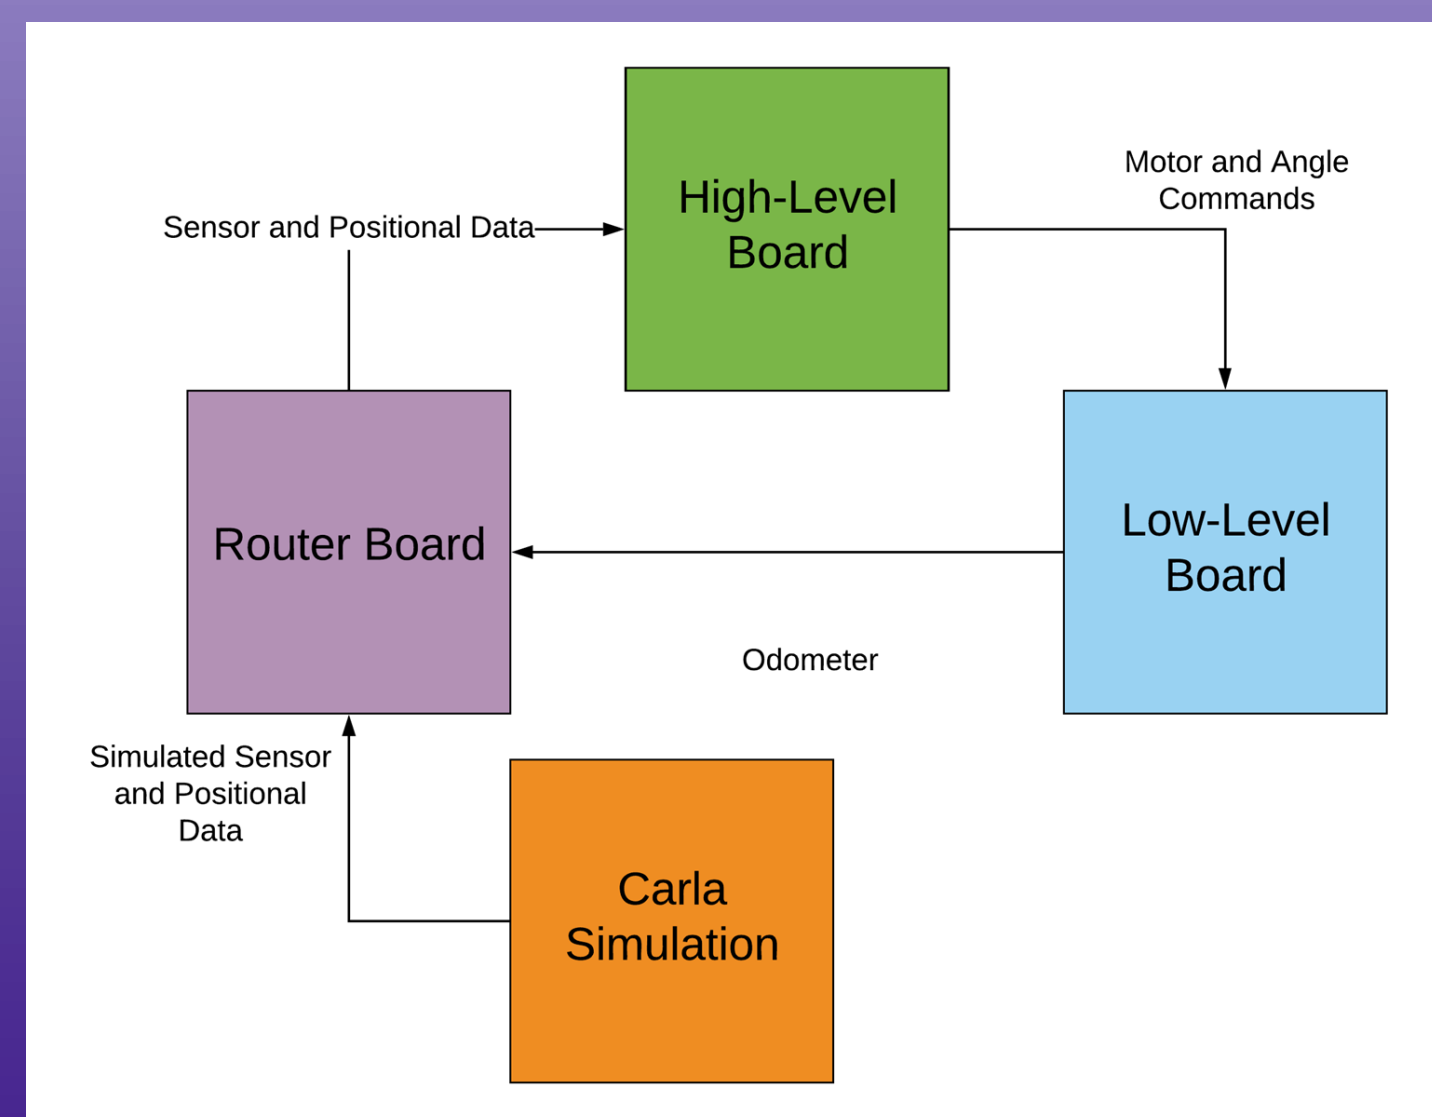 High-Level
Board
Motor and Angle
Commands
Sensor and Positional Data
Router Board
Low-Level
Board
Odometer
Simulated Sensor
and Positional
Data
Carla
Simulation